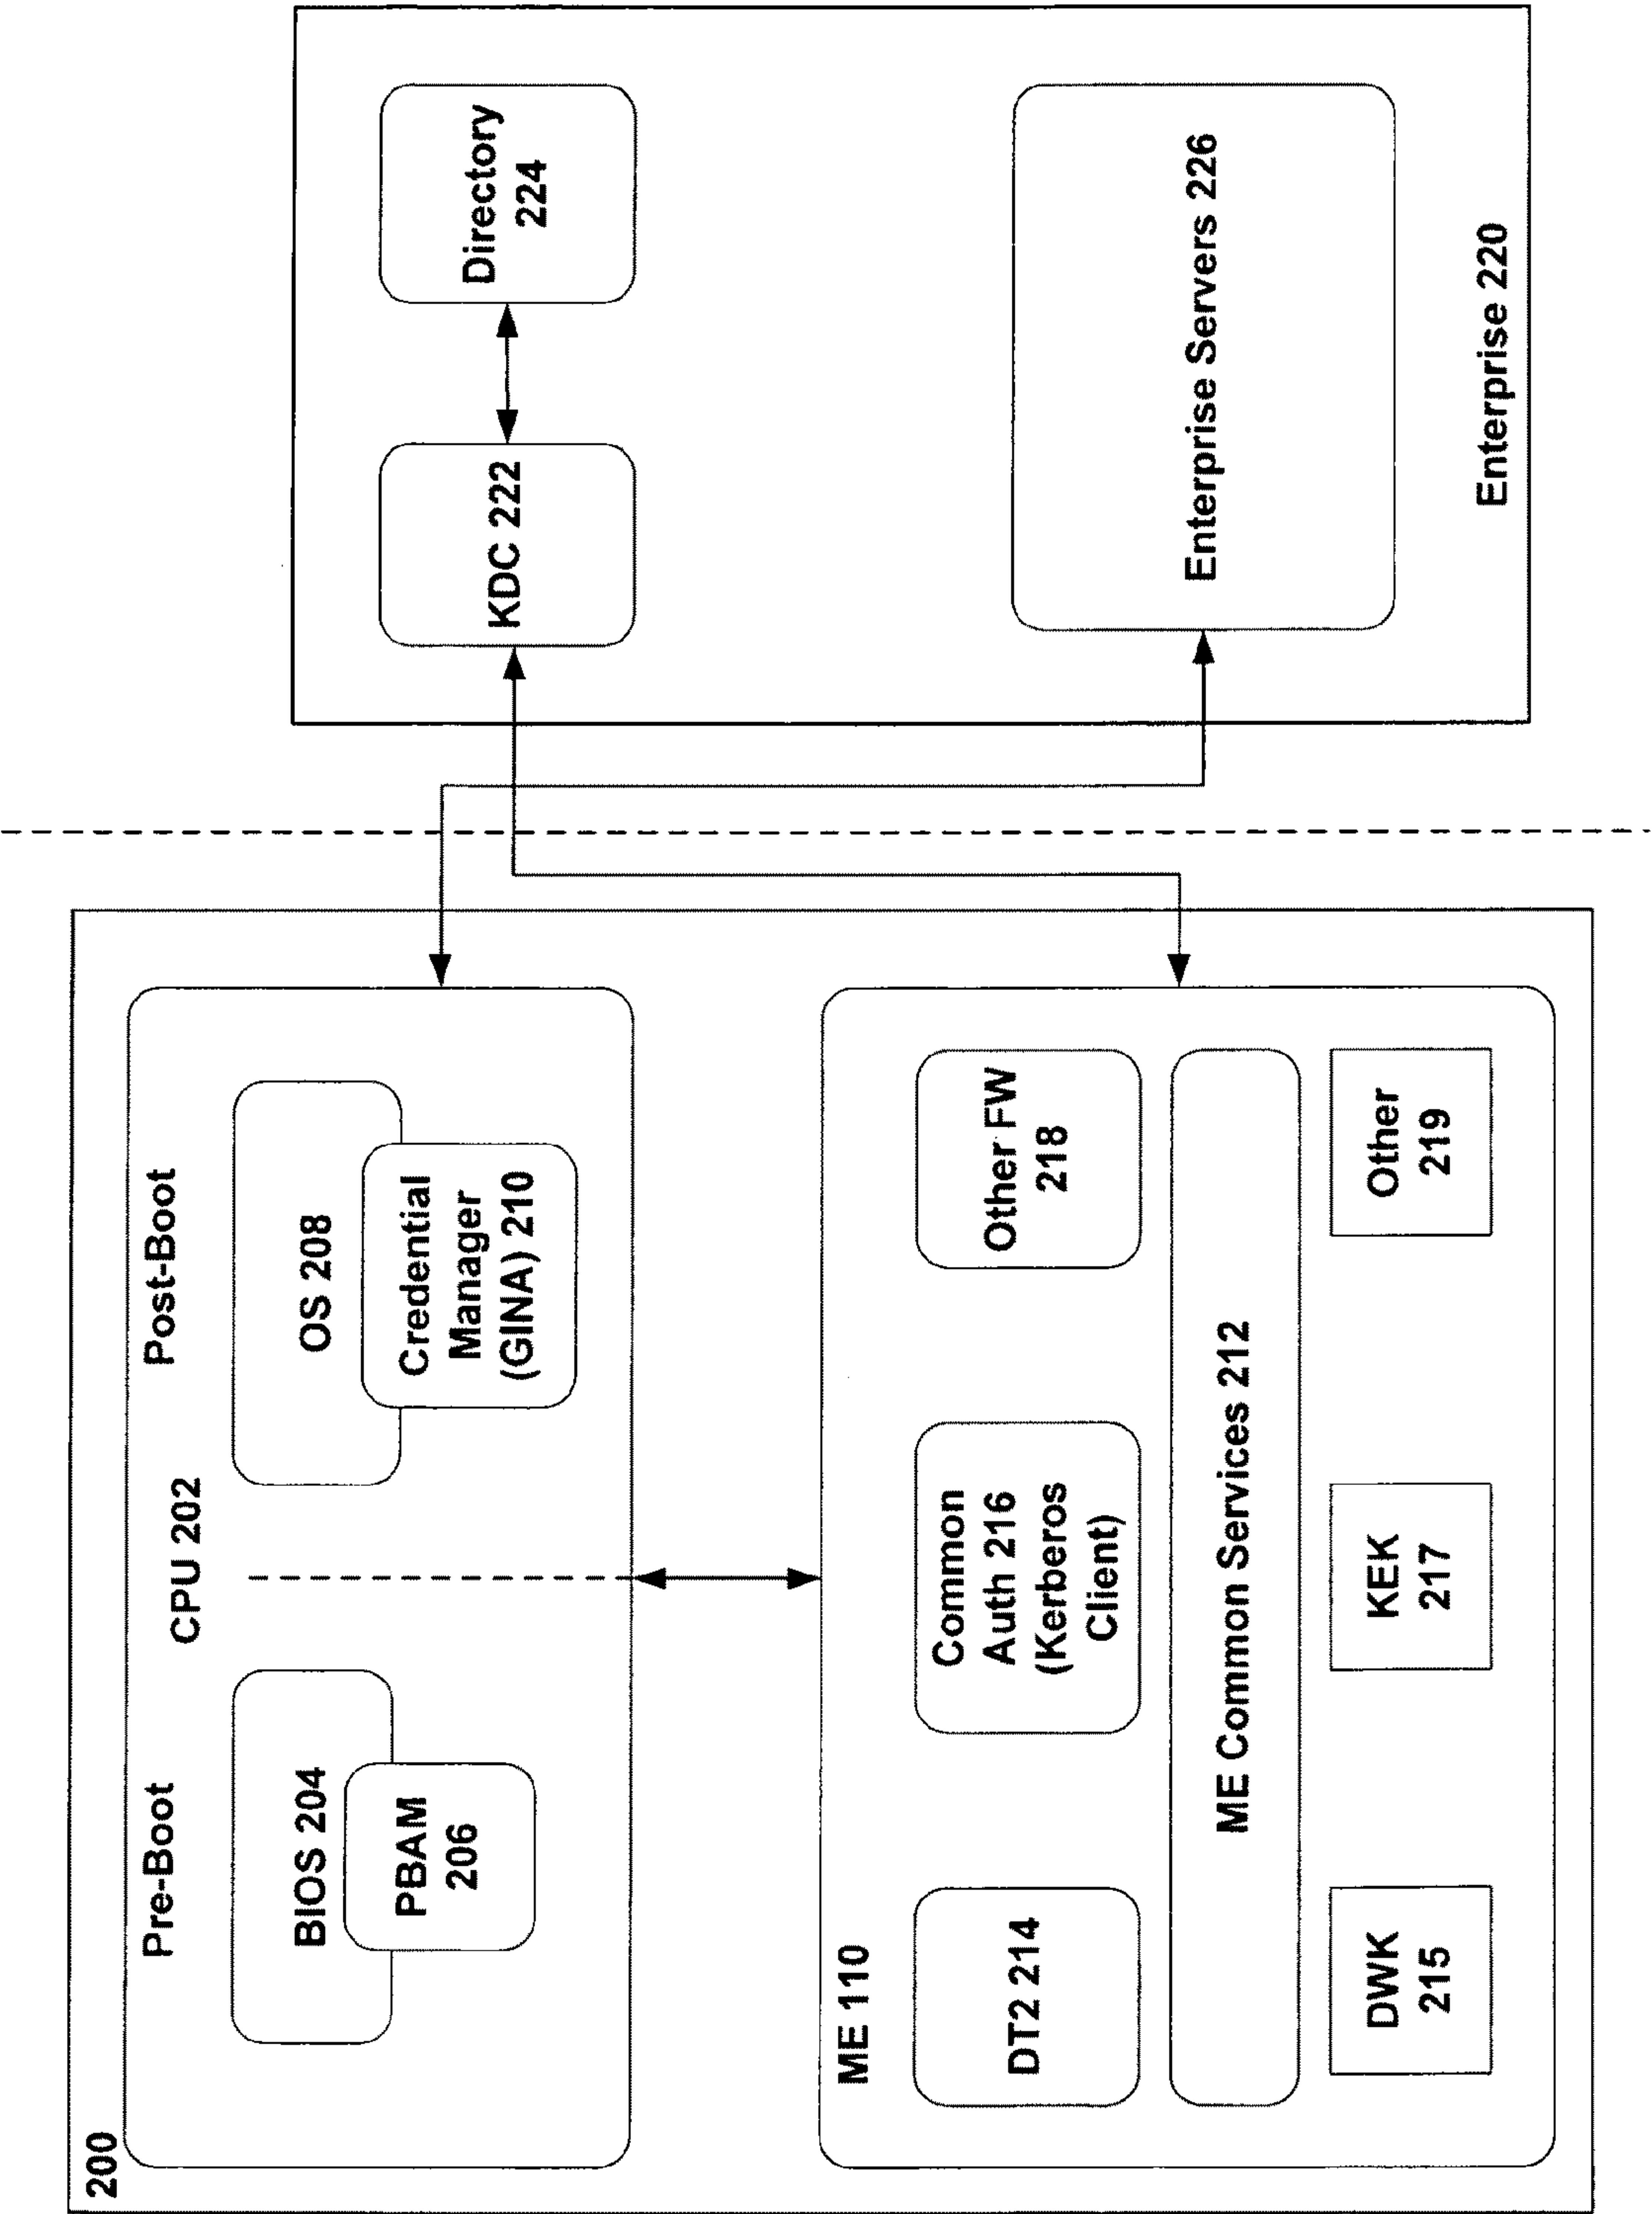 200
Pre-Boot
CPU 202
Post-Boot
BIOS 204
PBAM
206
OS 208
Credential
Manager
(GINA) 210
ME 110
DT2 214
Common
Auth 216
(Kerberos
Client)
Other FW
218
ME Common Services 212
DWK
215
KEK
217
Other
219
KDC 222
Directory
224
Enterprise Servers 226
Enterprise 220